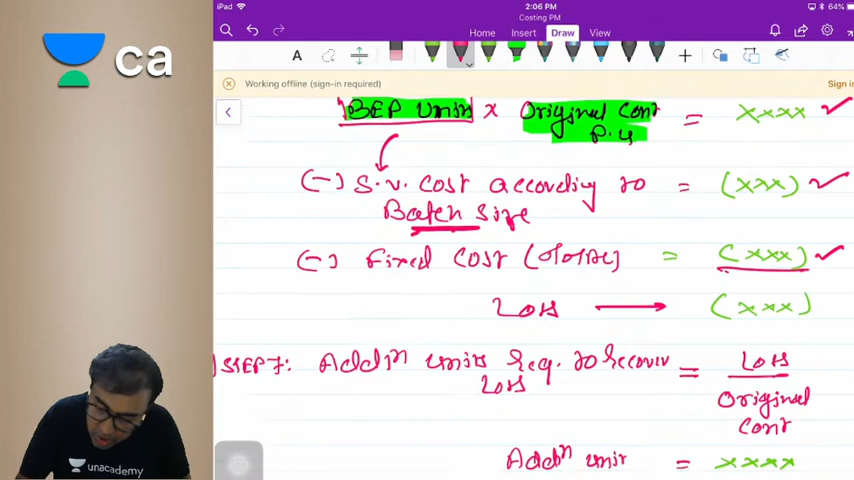 iPad
2:06 PM
64%
Costing PM
Home Insert Draw View
ca
A
Working offline (sign-in required)
Sign in
BEP Units x Original Cont P.U = xxxx
(-) S.V. Cost according to Batch Size = (xxx)
(-) Fixed Cost (Total) = (xxx)
Loss → (xxx)
STEP 7: Addn units Req. to Recover Loss = Loss
Original Cont
Addn unit = xxxx
unacademy